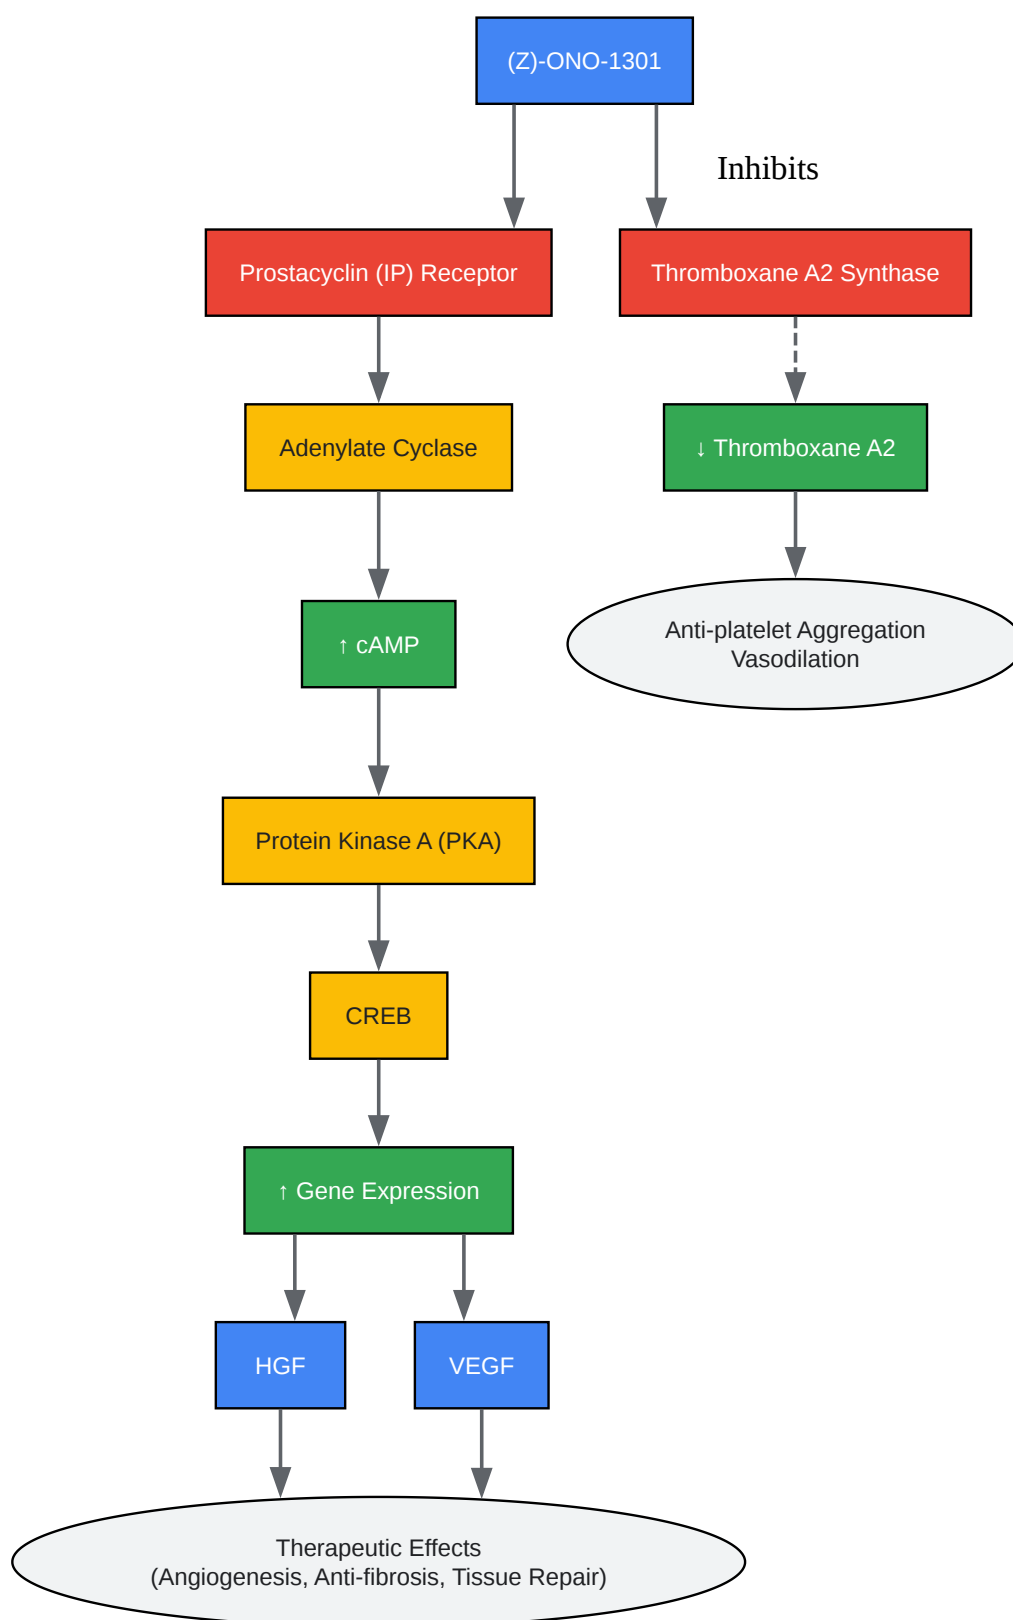 (Z)-ONO-1301
Inhibits
Prostacyclin (IP) Receptor
Thromboxane A2 Synthase
Adenylate Cyclase
↓ Thromboxane A2
↑ cAMP
Anti-platelet Aggregation
Vasodilation
Protein Kinase A (PKA)
CREB
↑ Gene Expression
HGF
VEGF
Therapeutic Effects
(Angiogenesis, Anti-fibrosis, Tissue Repair)